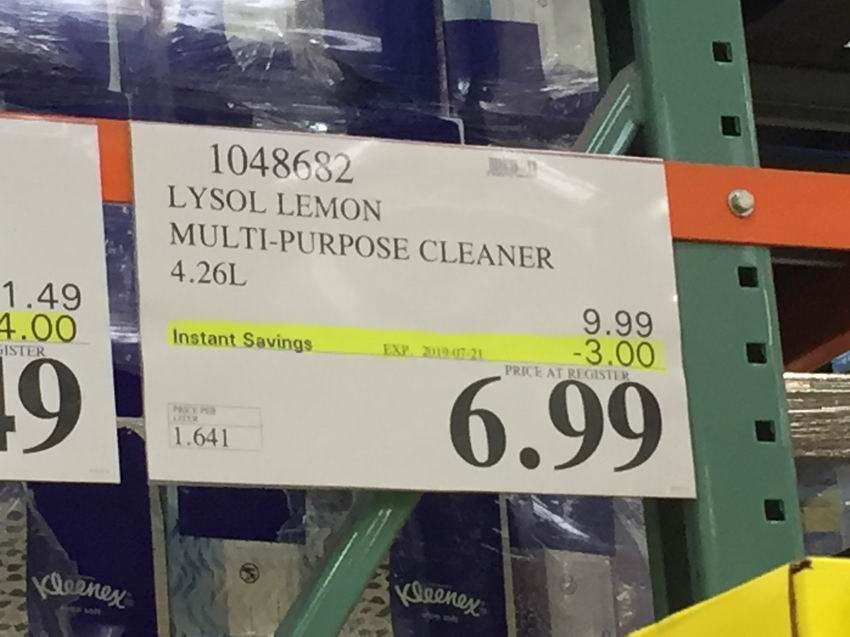 1.49
4.00
GISTER
49
1048682
LYSOL LEMON
MULTI-PURPOSE CLEANER
4.26L
9.99
Instant Savings EXP. 2019-07-21 -3.00
PRICE AT REGISTER
6.99
PRICE PER
LITER
1.641
Kleenex
Kleenex